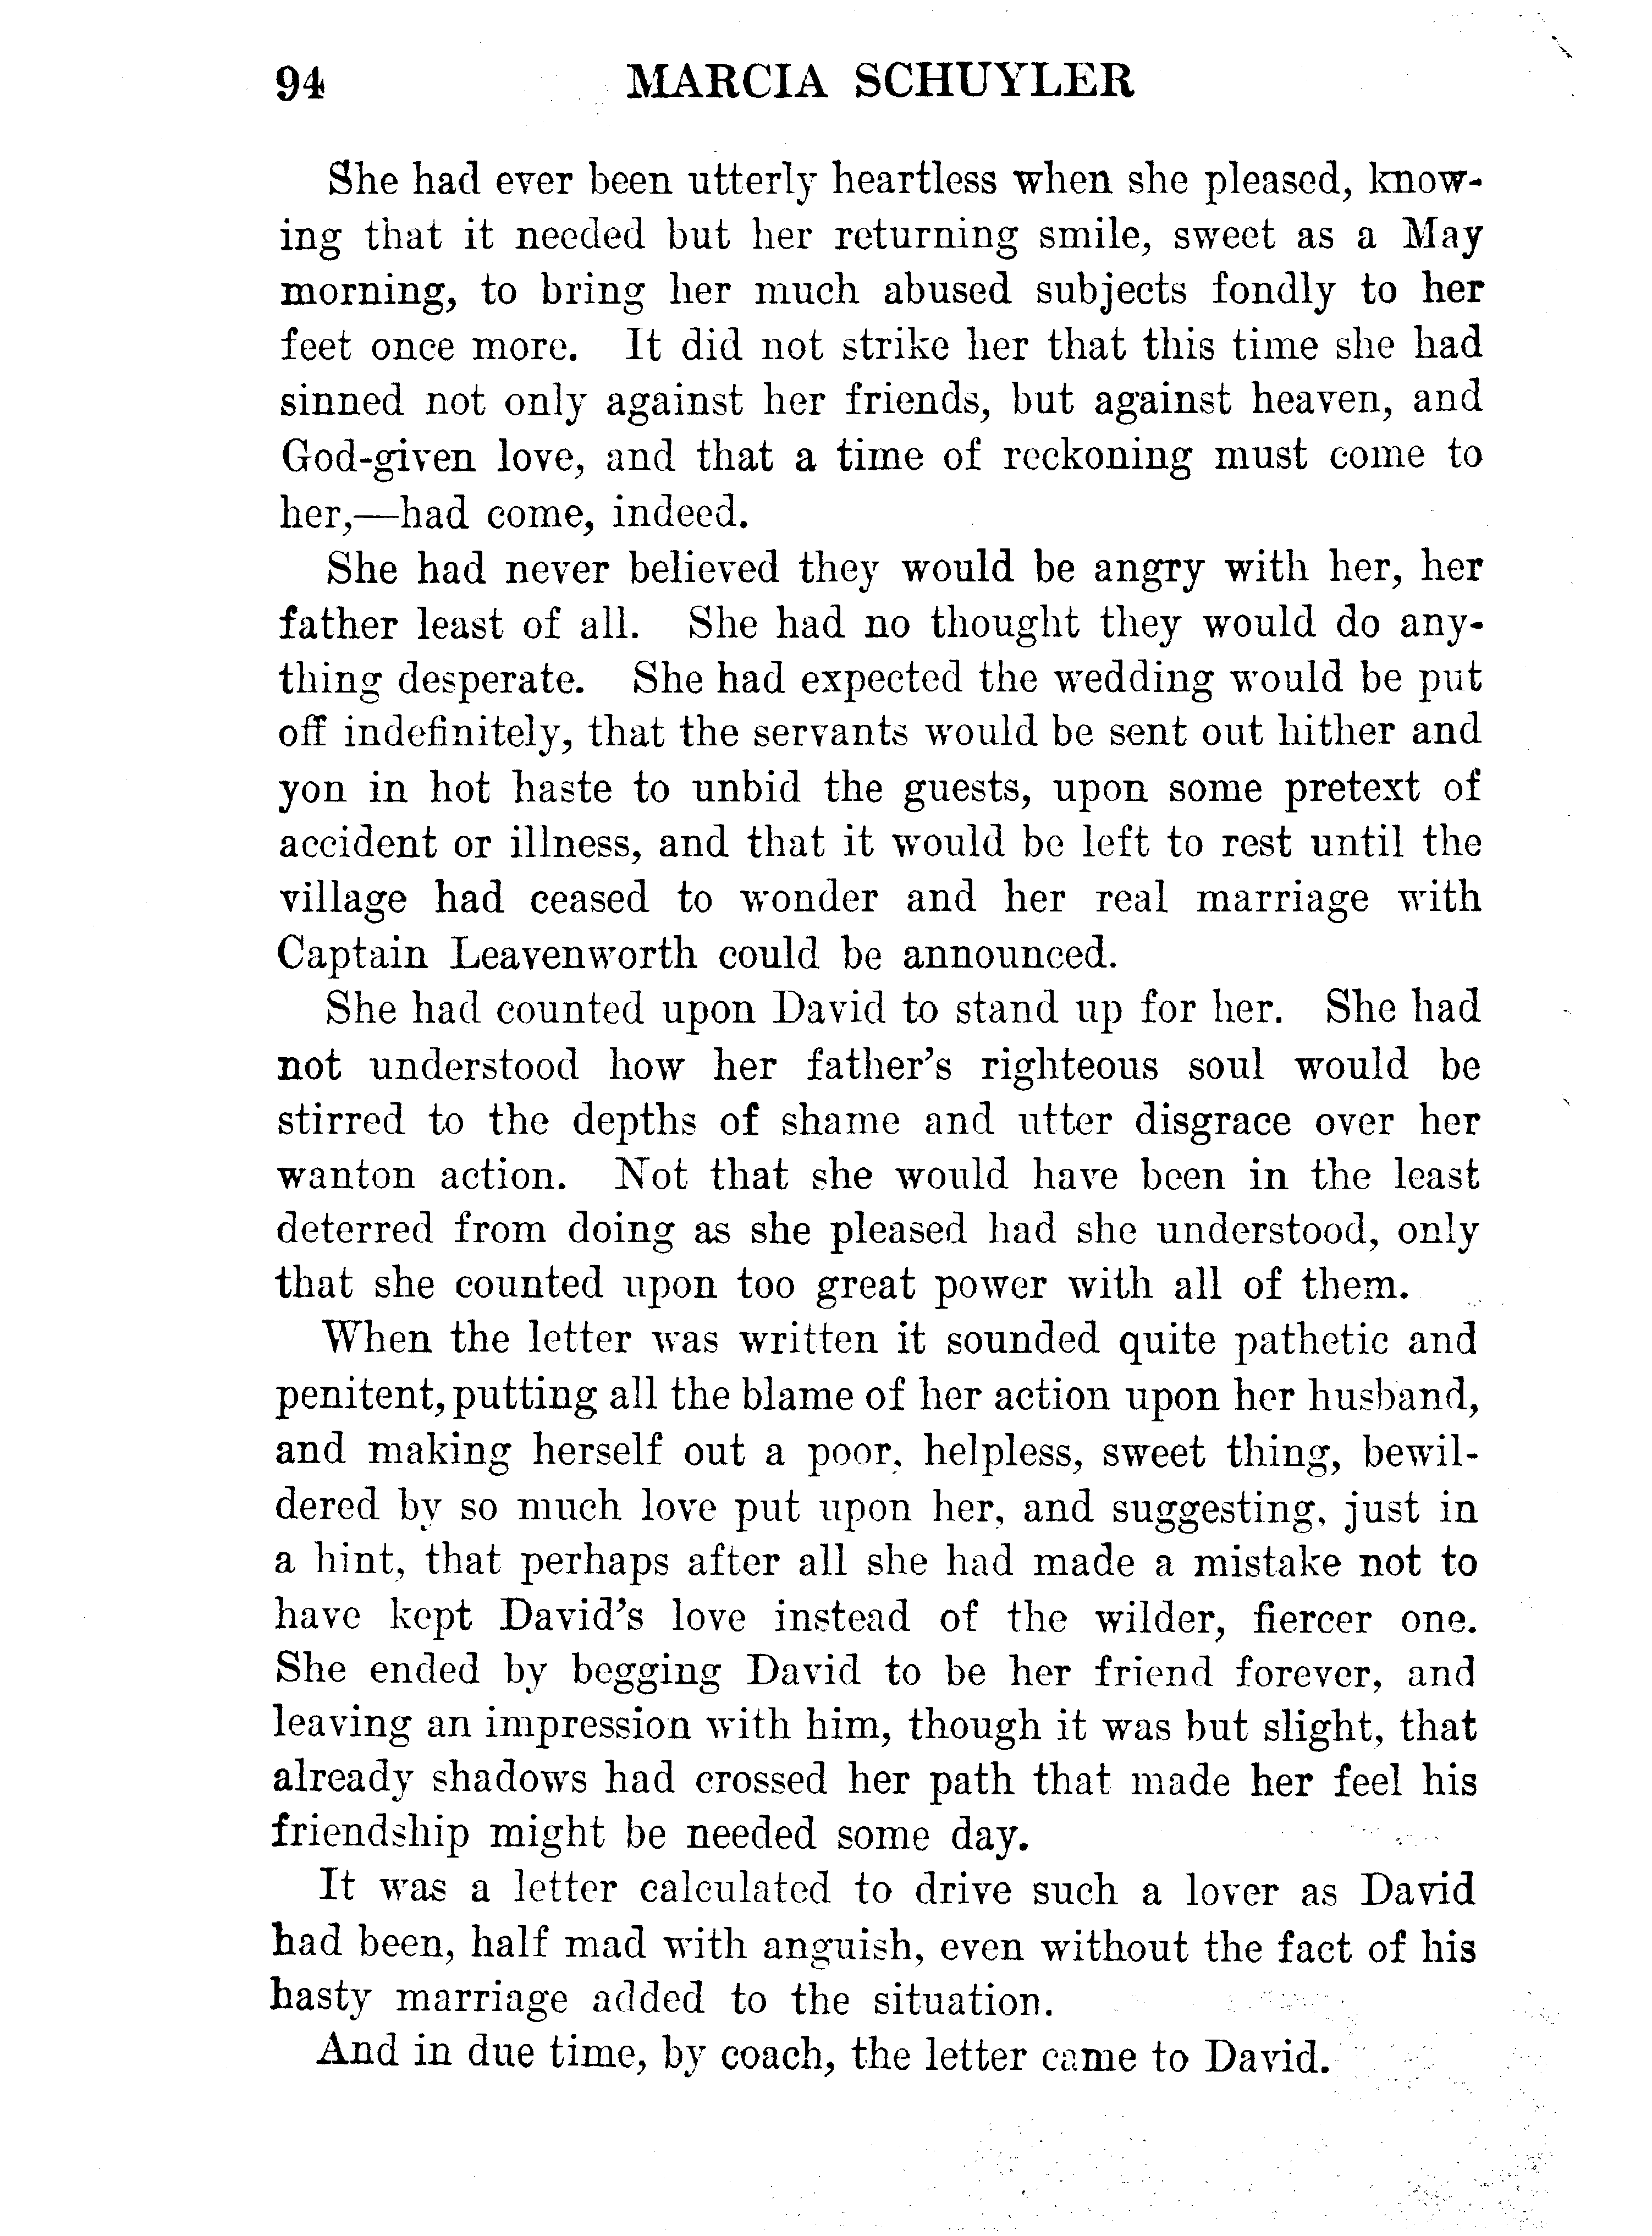 94 MARCIA SCHUYLER
She had ever been utterly heartless when she pleased, know-
ing that it needed but her returning smile, sweet as a May
morning, to bring her much abused subjects fondly to her
feet once more. It did not strike her that this time she had
sinned not only against her friends, but against heaven, and
God-given love, and that a time of reckoning must come to
her,—had come, indeed.
She had never believed they would be angry with her, her
father least of all. She had no thought they would do any-
thing desperate. She had expected the wedding would be put
off indefinitely, that the servants would be sent out hither and
yon in hot haste to unbid the guests, upon some pretext of
accident or illness, and that it would be left to rest until the
village had ceased to wonder and her real marriage with
Captain Leavenworth could be announced.
She had counted upon David to stand up for her. She had
not understood how her father's righteous soul would be
stirred to the depths of shame and utter disgrace over her
wanton action. Not that she would have been in the least
deterred from doing as she pleased had she understood, only
that she counted upon too great power with all of them.
When the letter was written it sounded quite pathetic and
penitent, putting all the blame of her action upon her husband,
and making herself out a poor, helpless, sweet thing, bewil-
dered by so much love put upon her, and suggesting, just in
a hint, that perhaps after all she had made a mistake not to
have kept David's love instead of the wilder, fiercer one.
She ended by begging David to be her friend forever, and
leaving an impression with him, though it was but slight, that
already shadows had crossed her path that made her feel his
friendship might be needed some day.
It was a letter calculated to drive such a lover as David
had been, half mad with anguish, even without the fact of his
hasty marriage added to the situation.
And in due time, by coach, the letter came to David.